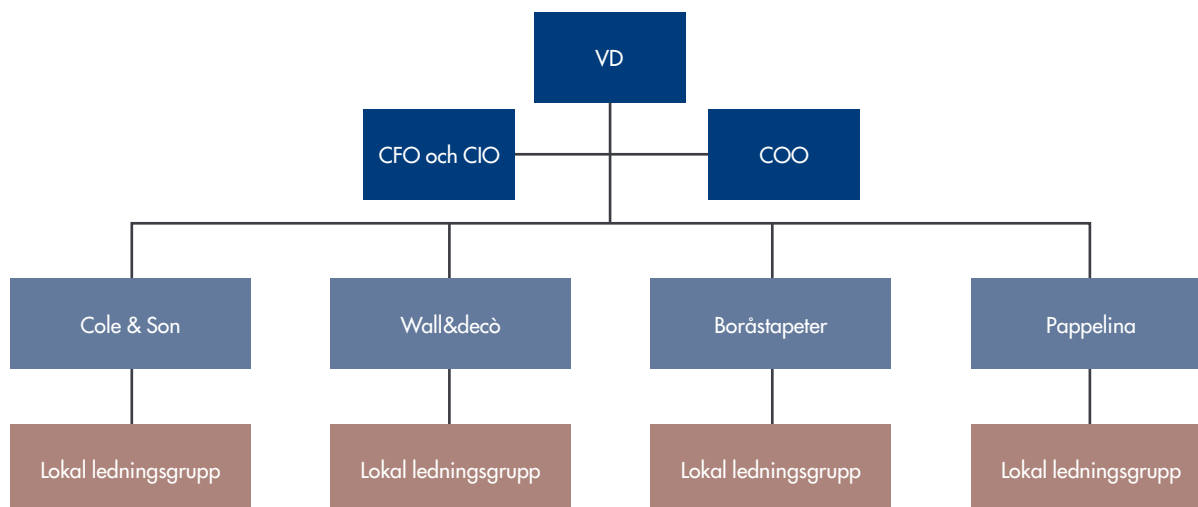 VD
CFO och CIO
COO
Cole & Son
Wall&decò
Boråstapeter
Pappelina
Lokal ledningsgrupp
Lokal ledningsgrupp
Lokal ledningsgrupp
Lokal ledningsgrupp